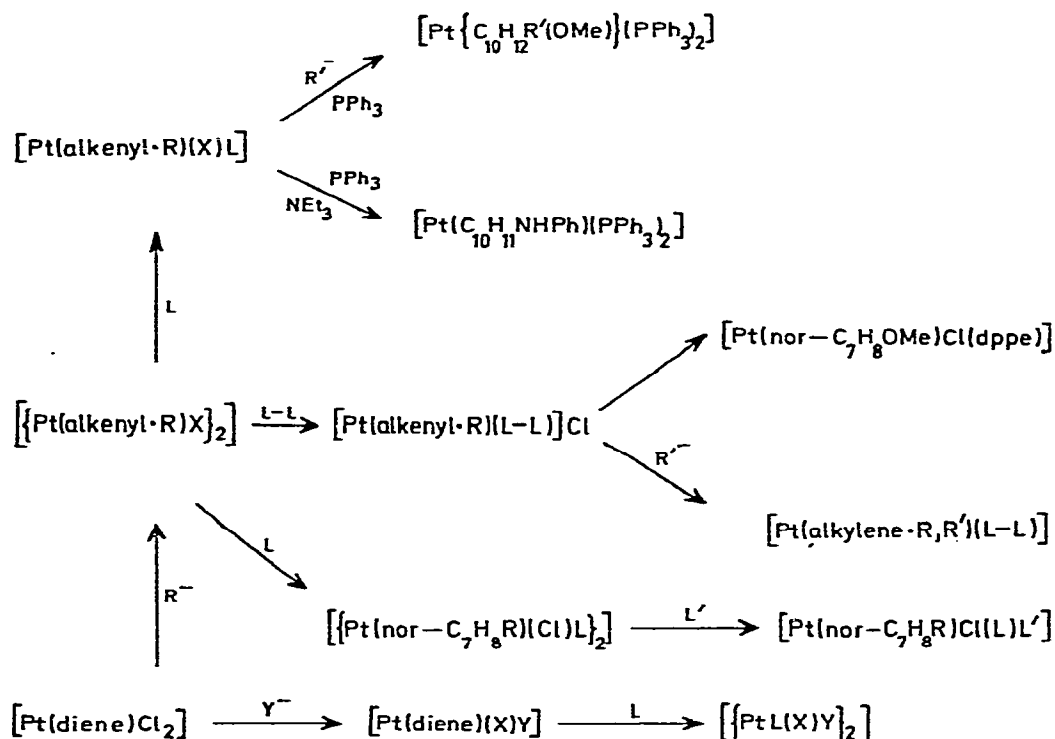 [Pt{C₁₀H₁₂R′(OMe)}(PPh₃)₂]
R′⁻
PPh₃
[Pt(alkenyl·R)(X)L]
PPh₃
NEt₃
[Pt(C₁₀H₁₁NHPh)(PPh₃)₂]
L
[Pt(nor—C₇H₈OMe)Cl(dppe)]
[{Pt(alkenyl·R)X}₂]
L–L
[Pt(alkenyl·R)(L–L)]Cl
R′⁻
[Pt(alkylene·R,R′)(L–L)]
L
R⁻
[{Pt(nor—C₇H₈R)(Cl)L}₂]
L′
[Pt(nor—C₇H₈R)Cl(L)L′]
[Pt(diene)Cl₂]
Y⁻
[Pt(diene)(X)Y]
L
[{PtL(X)Y}₂]